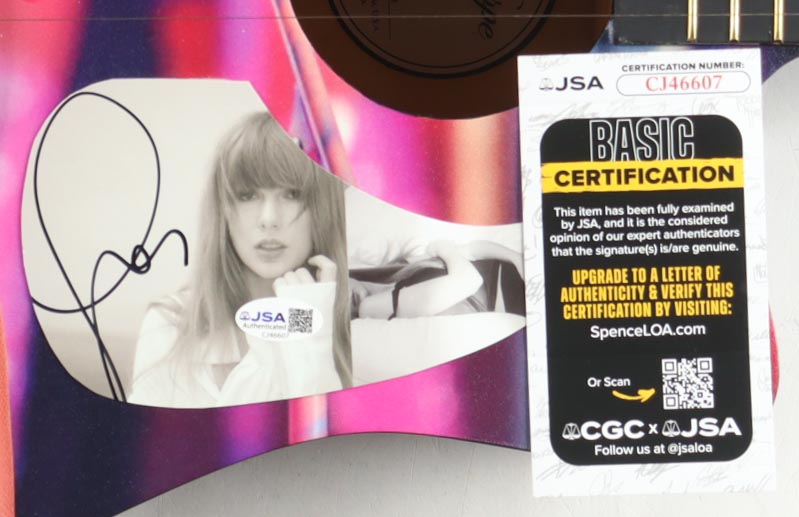 JSA
CERTIFICATION NUMBER:
CJ46607
BASIC
CERTIFICATION
This item has been fully examined
by JSA, and it is the considered
opinion of our expert authenticators
that the signature(s) is/are genuine.
UPGRADE TO A LETTER OF
AUTHENTICITY & VERIFY THIS
CERTIFICATION BY VISITING:
SpenceLOA.com
Or Scan
CGC x JSA
Follow us at @jsaloa
JSA
Authenticated
CJ46607